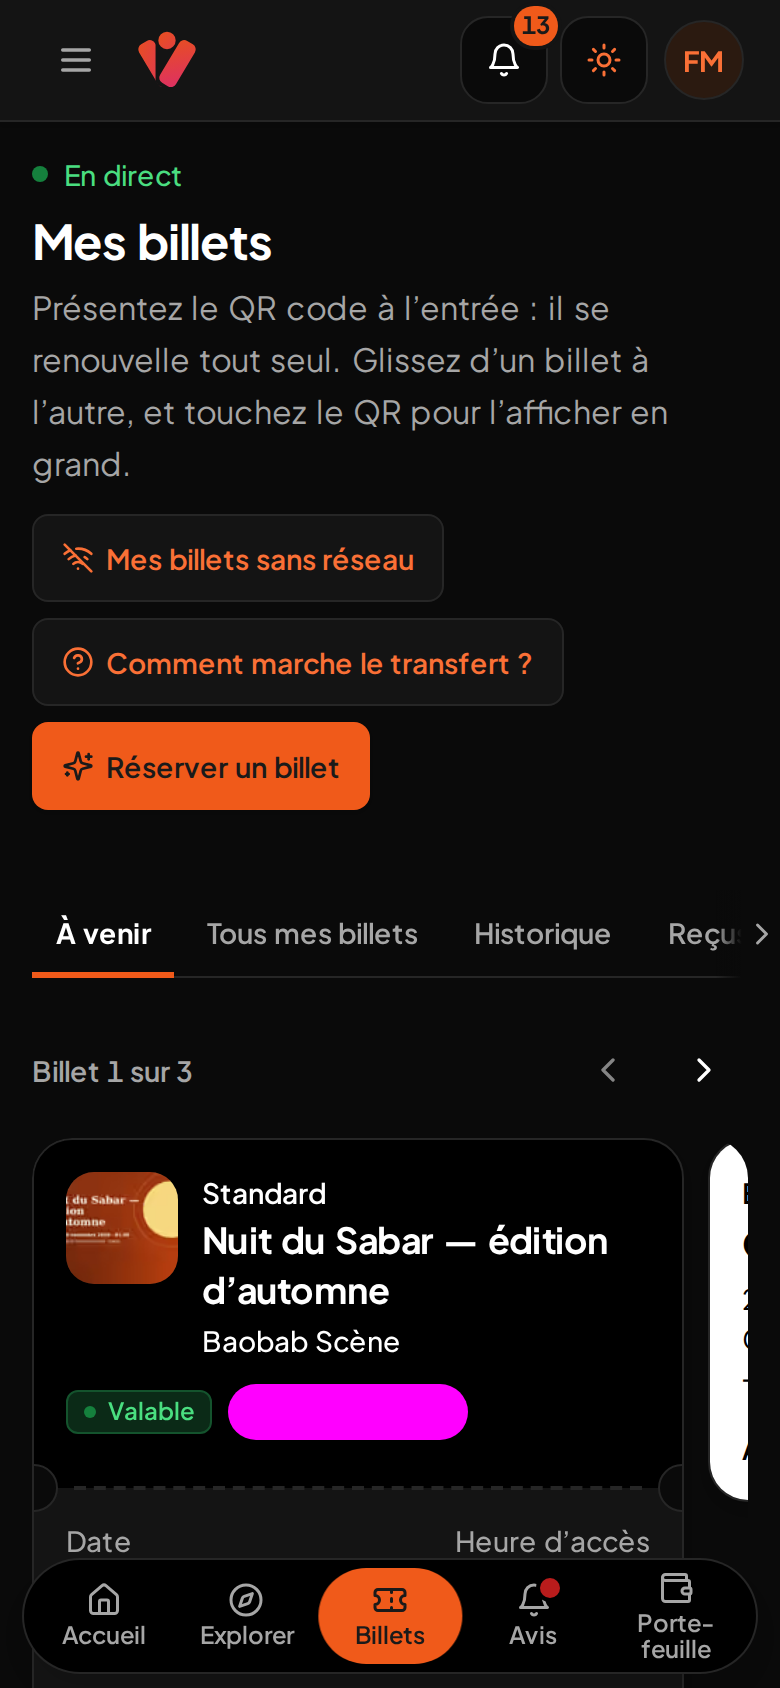 13
FM
En direct
Mes billets
Présentez le QR code à l’entrée : il se
renouvelle tout seul. Glissez d’un billet à
l’autre, et touchez le QR pour l’afficher en
grand.
Mes billets sans réseau
Comment marche le transfert ?
Réserver un billet
À venir
Tous mes billets
Historique
Reçus
Billet 1 sur 3
du Sabar —
Standard
Nuit du Sabar — édition
d’automne
Baobab Scène
Valable
Date
Heure d’accès
Accueil
Explorer
Billets
Avis
Porte-
feuille